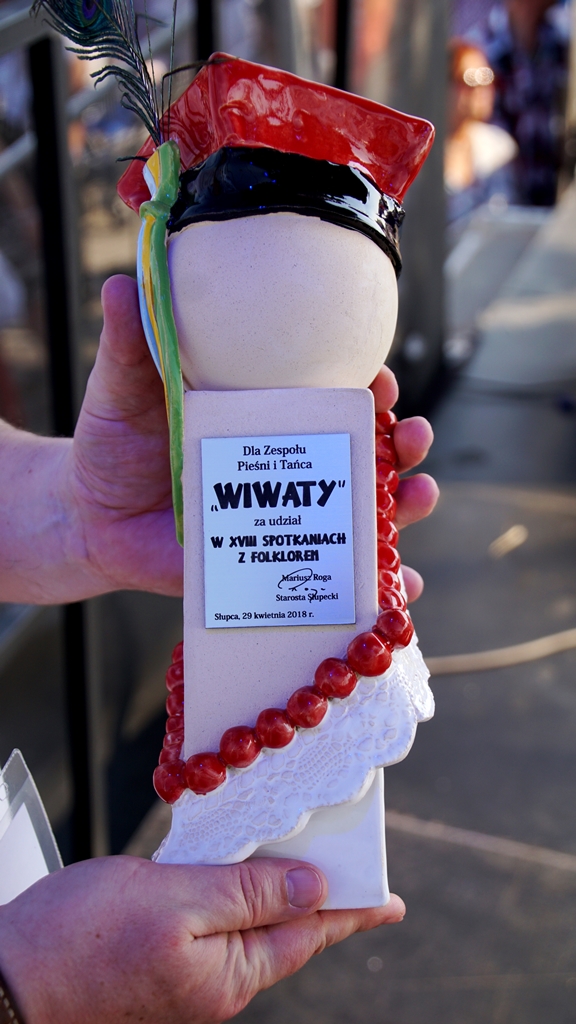 Dla Zespołu
Pieśni i Tańca
„WIWATY"
za udział
W XVIII SPOTKANIACH
Z FOLKLOREM
Mariusz Roga
Starosta Słupecki
Słupca, 29 kwietnia 2018 r.